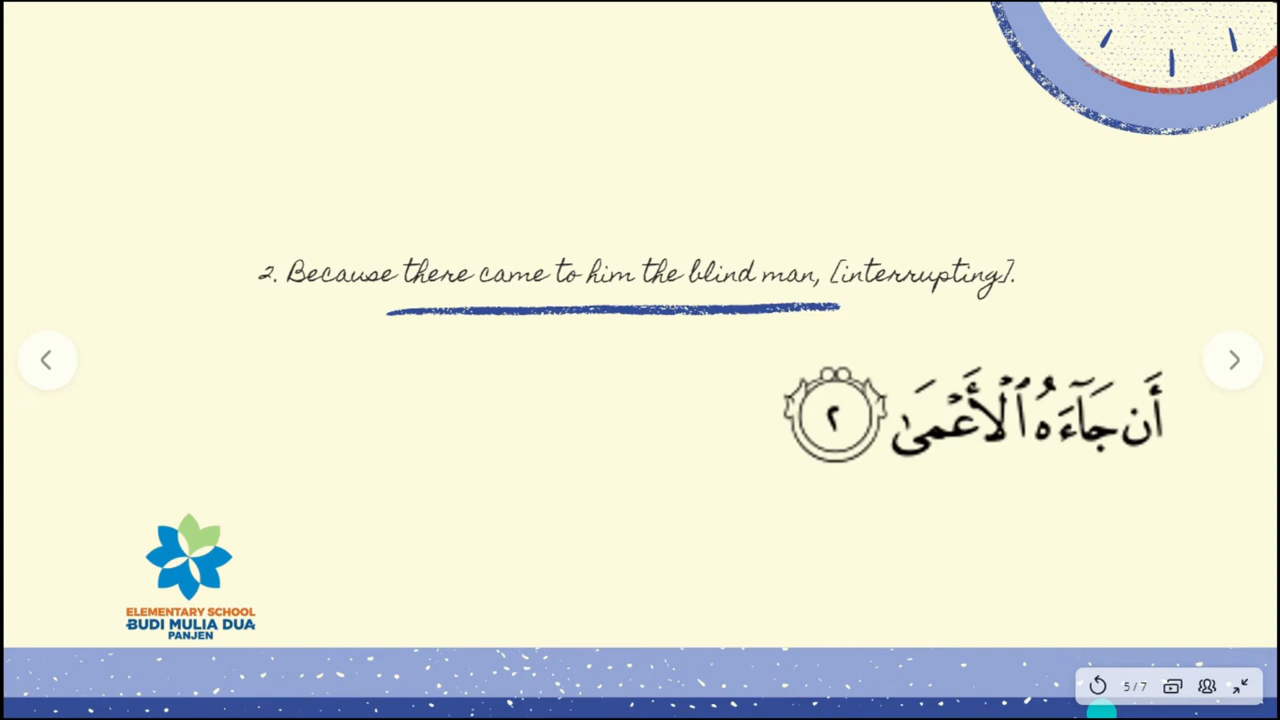 2. Because there came to him the blind man, [interrupting].
أَن جَآءَهُ ٱلْأَعْمَىٰ ٢
ELEMENTARY SCHOOL
BUDI MULIA DUA
PANJEN
5/7